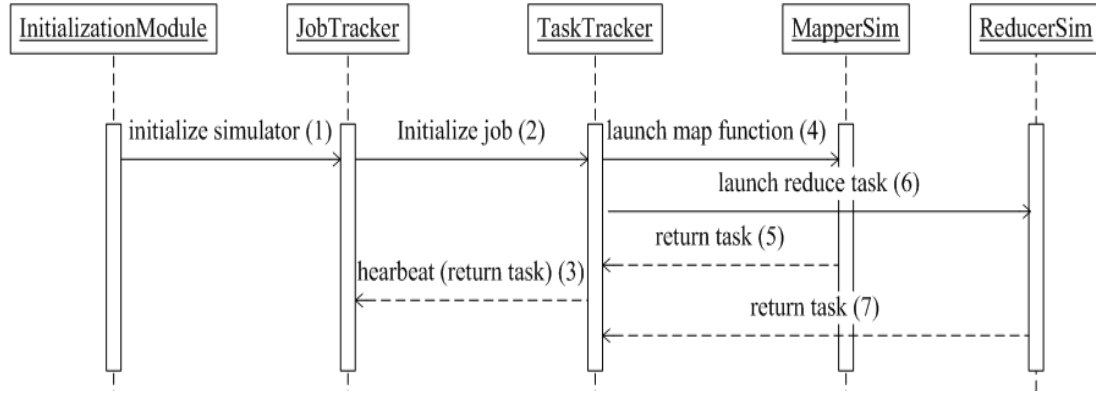 InitializationModule
JobTracker
TaskTracker
MapperSim
ReducerSim
initialize simulator (1)
Initialize job (2)
launch map function (4)
launch reduce task (6)
return task (5)
hearbeat (return task) (3)
return task (7)